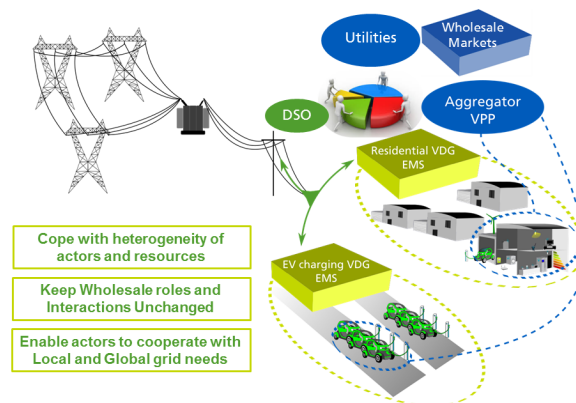 Utilities
Wholesale
Markets
DSO
Aggregator
VPP
Residential VDG
EMS
Cope with heterogeneity of
actors and resources
EV charging VDG
EMS
Keep Wholesale roles and
Interactions Unchanged
Enable actors to cooperate with
Local and Global grid needs